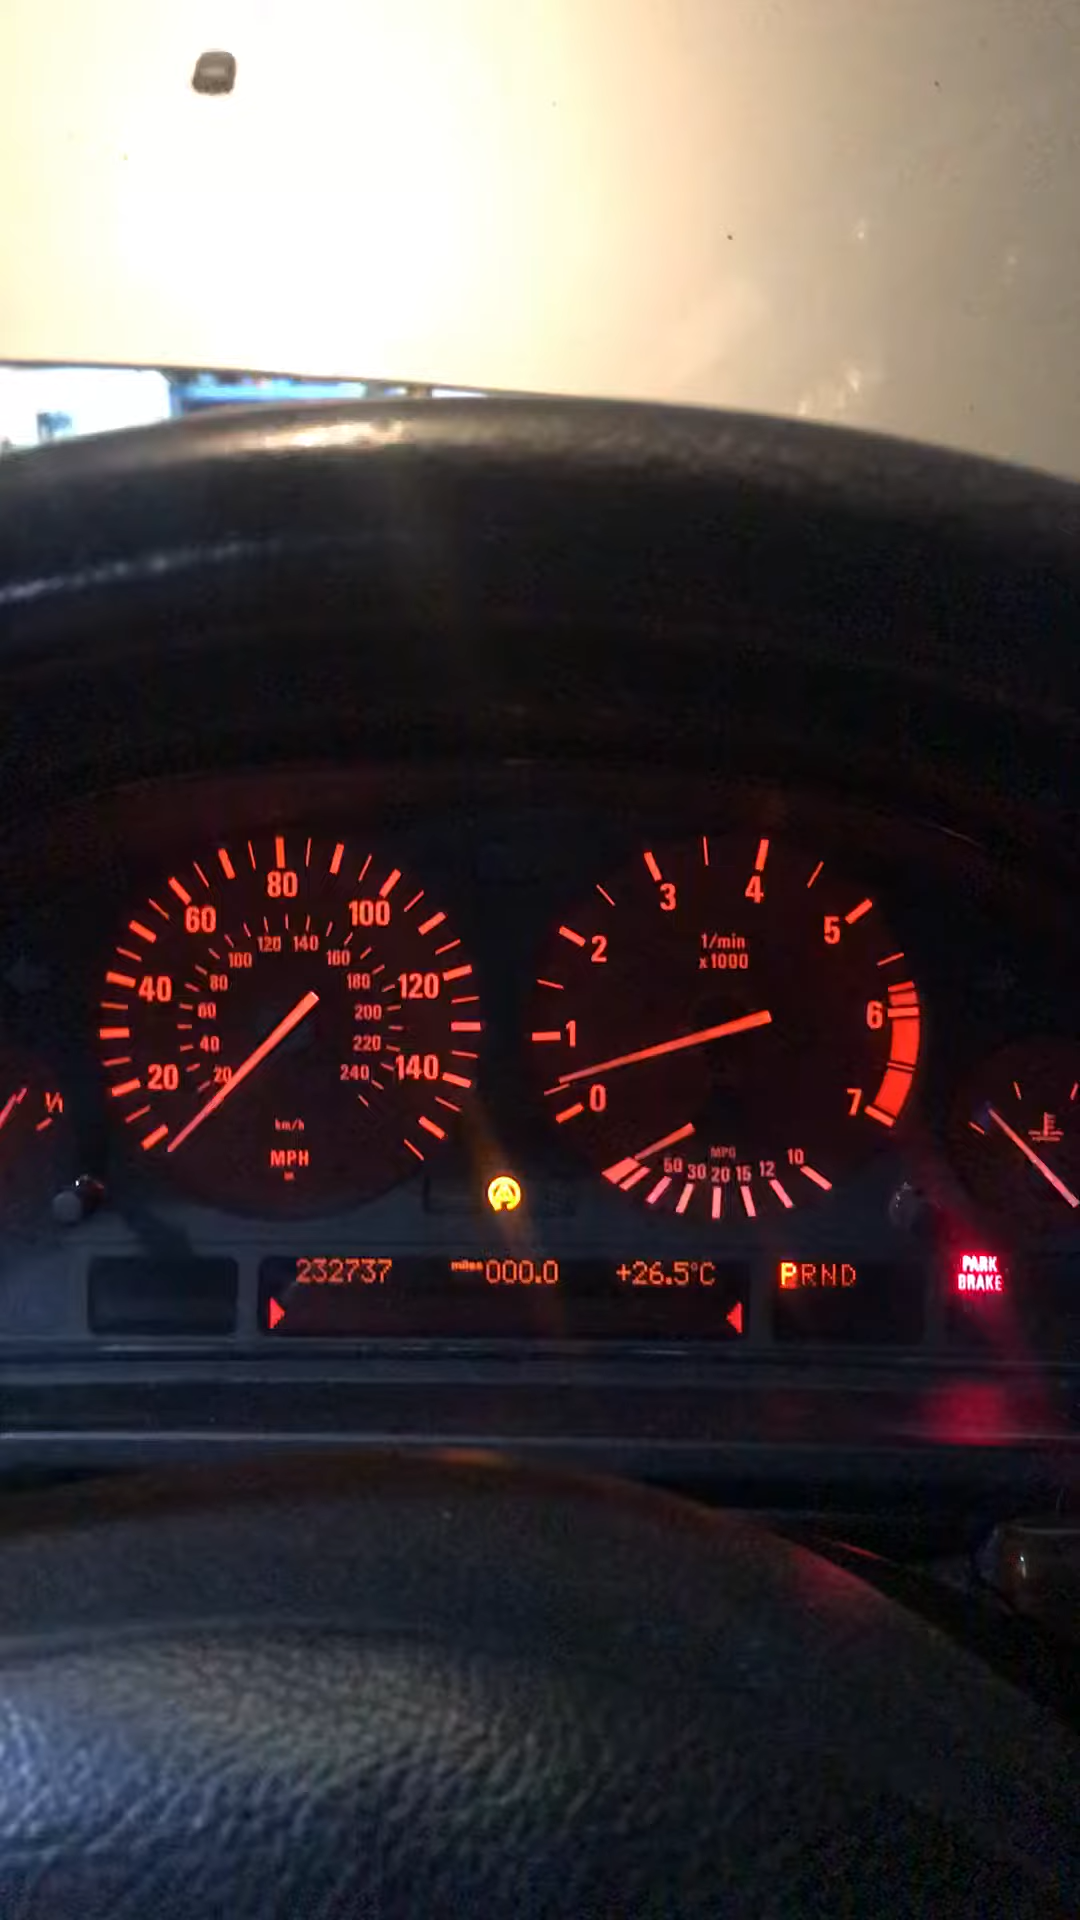 20 40 60 80 100 120 140
20 40 60 80 100 120 140 160 180 200 220 240
km/h
MPH
0 1 2 3 4 5 6 7
1/min
x1000
MPG
50 30 20 15 12 10
1/1
232737 miles 000.0 +26.5°C PRND
PARK
BRAKE